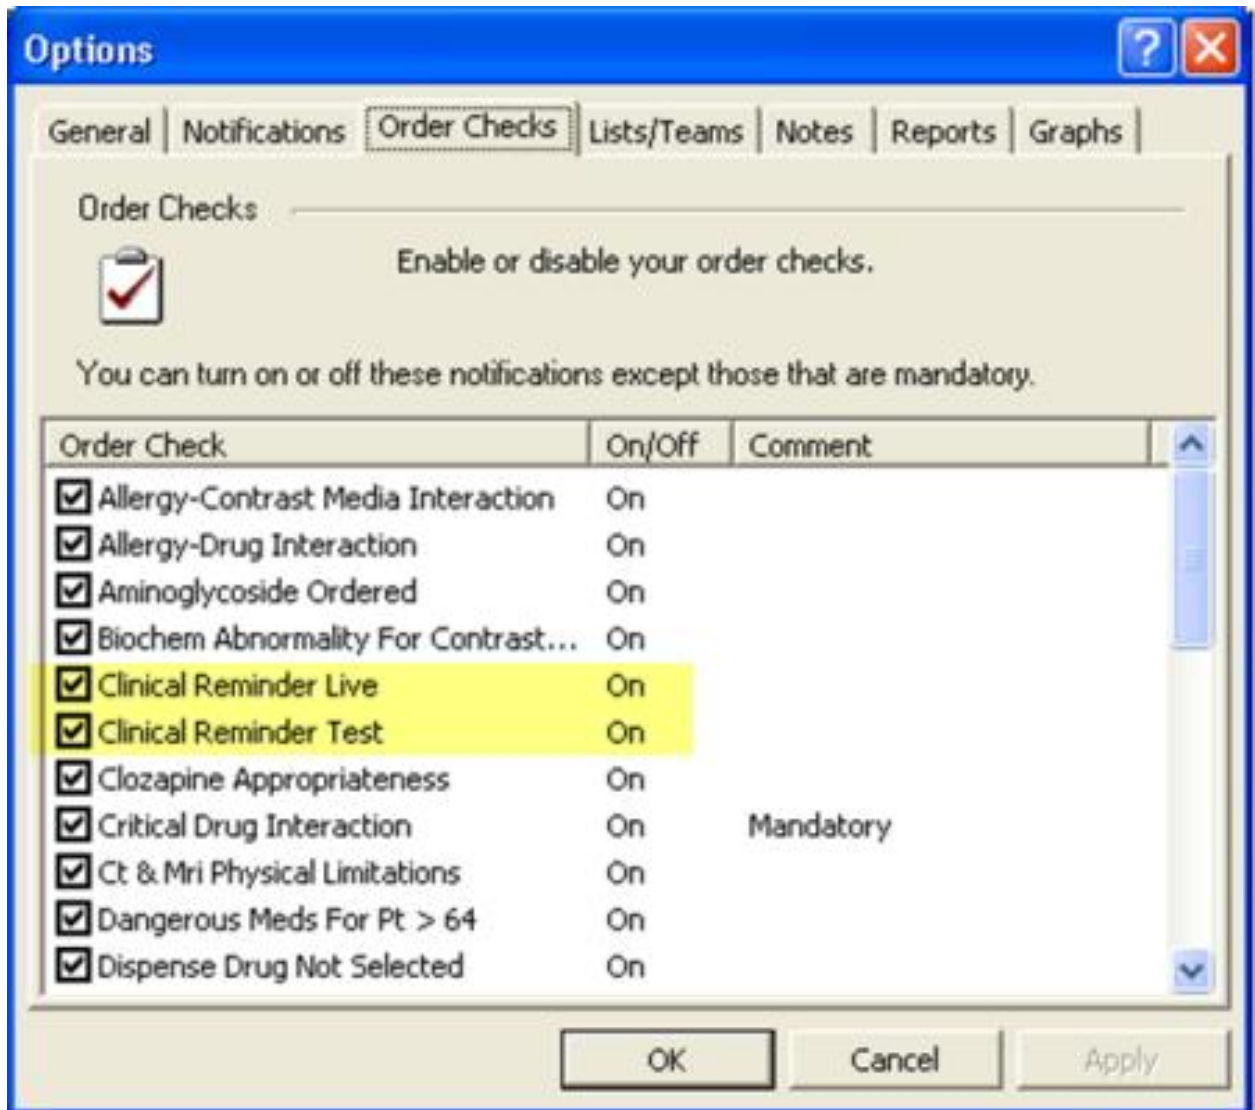 Options
General Notifications Order Checks Lists/Teams Notes Reports Graphs
Order Checks
Enable or disable your order checks.
You can turn on or off these notifications except those that are mandatory.
Order Check On/Off Comment
Allergy-Contrast Media Interaction On
Allergy-Drug Interaction On
Aminoglycoside Ordered On
Biochem Abnormality For Contrast... On
Clinical Reminder Live On
Clinical Reminder Test On
Clozapine Appropriateness On
Critical Drug Interaction On Mandatory
Ct & Mri Physical Limitations On
Dangerous Meds For Pt > 64 On
Dispense Drug Not Selected On
OK Cancel Apply